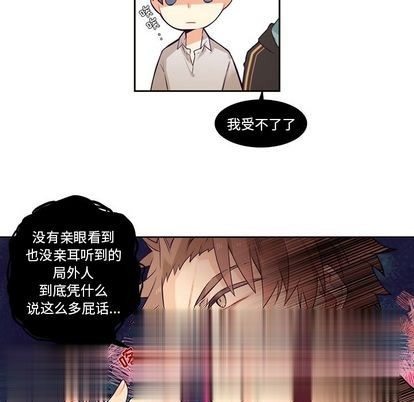 我受不了了
没有亲眼看到
也没亲耳听到的
局外人
到底凭什么
说这么多屁话...